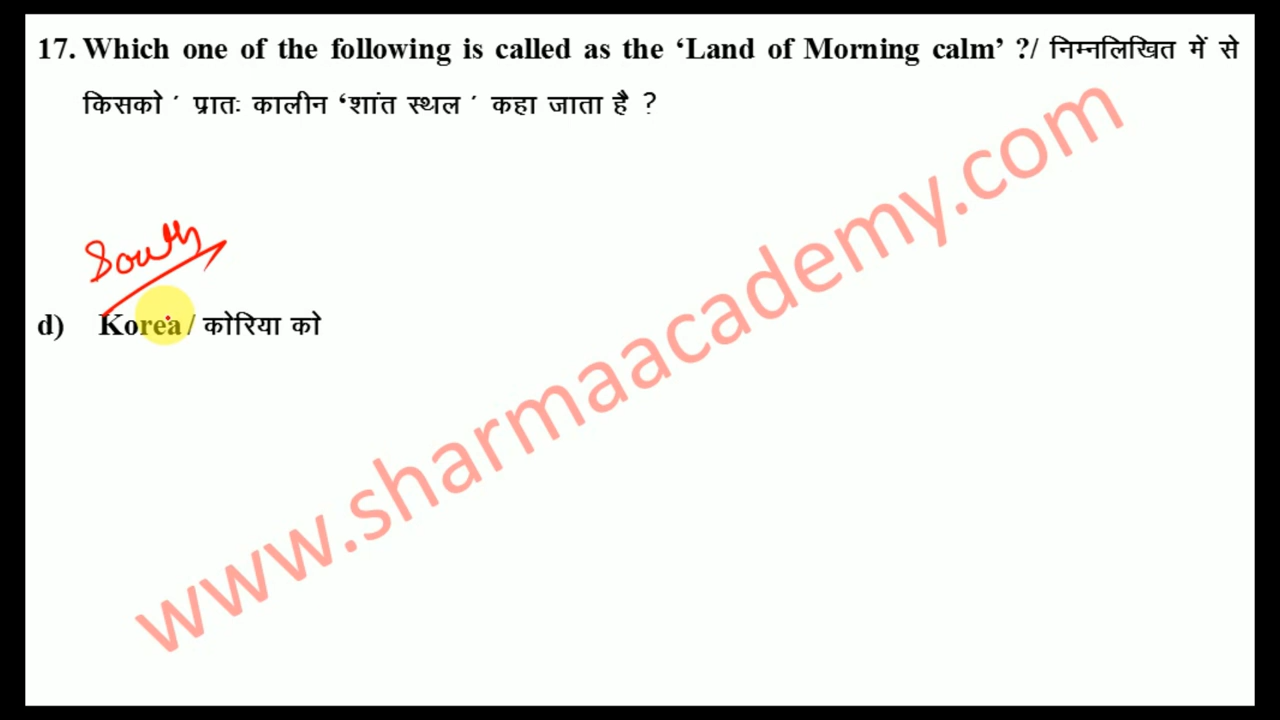 17. Which one of the following is called as the ‘Land of Morning calm’ ?/ निम्नलिखित में से
किसको ‘ प्रातः कालीन ‘शांत स्थल ‘ कहा जाता है ?
South
d) Korea / कोरिया को
www.sharmaacademy.com